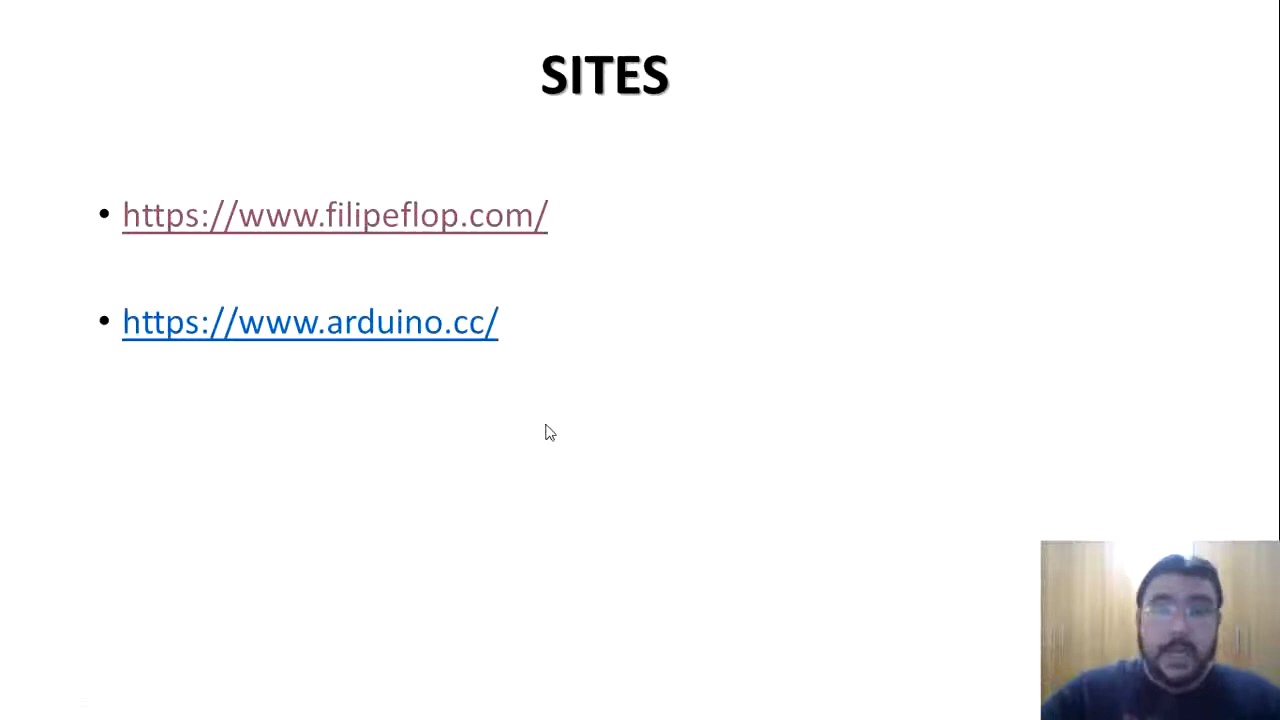 SITES
• https://www.filipeflop.com/
• https://www.arduino.cc/